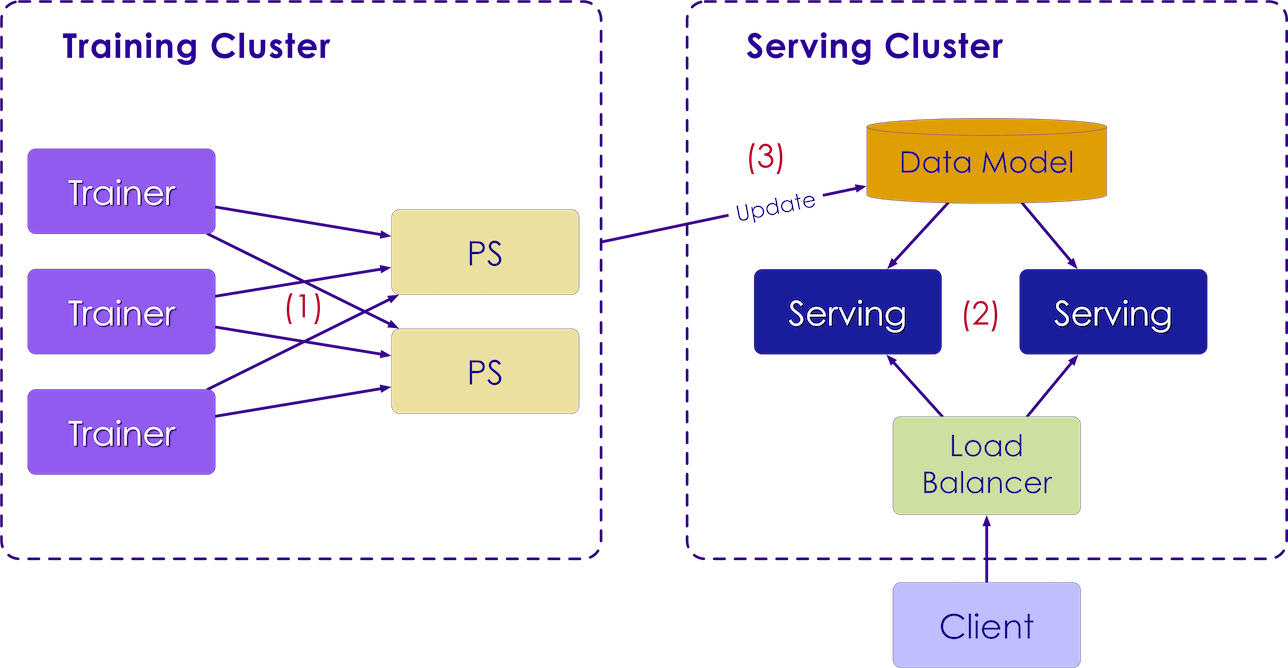 Training Cluster
Trainer
Trainer
Trainer
(1)
PS
PS
Serving Cluster
(3)
Update
Data Model
Serving
(2)
Serving
Load
Balancer
Client